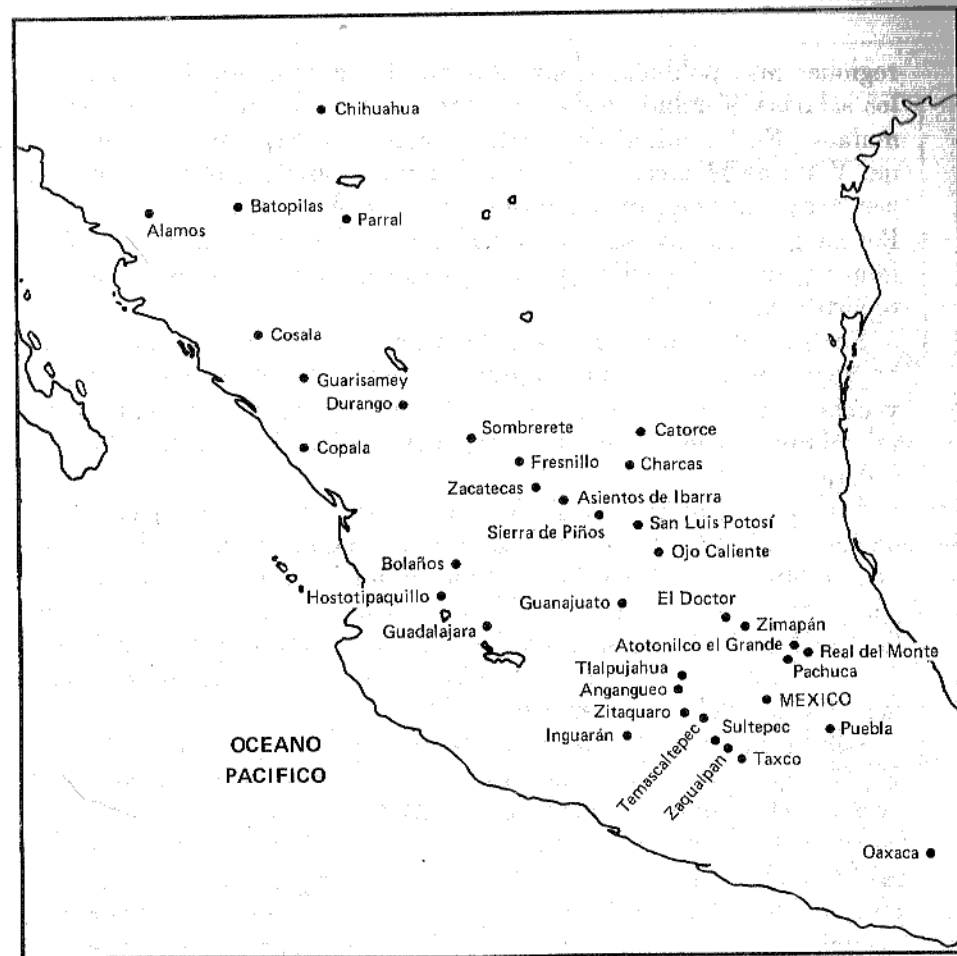 Chihuahua
Batopilas
Alamos
Parral
Cosala
Guarisamey
Durango
Copala
Sombrerete
Catorce
Fresnillo
Charcas
Zacatecas
Asientos de Ibarra
Sierra de Piños
San Luis Potosí
Ojo Caliente
Bolaños
Hostotipaquillo
Guanajuato
El Doctor
Guadalajara
Zimapán
Atotonilco el Grande
Real del Monte
Pachuca
Tlalpujahua
Angangueo
MEXICO
Zitaquaro
Sultepec
Puebla
Inguarán
Temascaltepec
Zaqualpan
Taxco
OCEANO
PACIFICO
Oaxaca